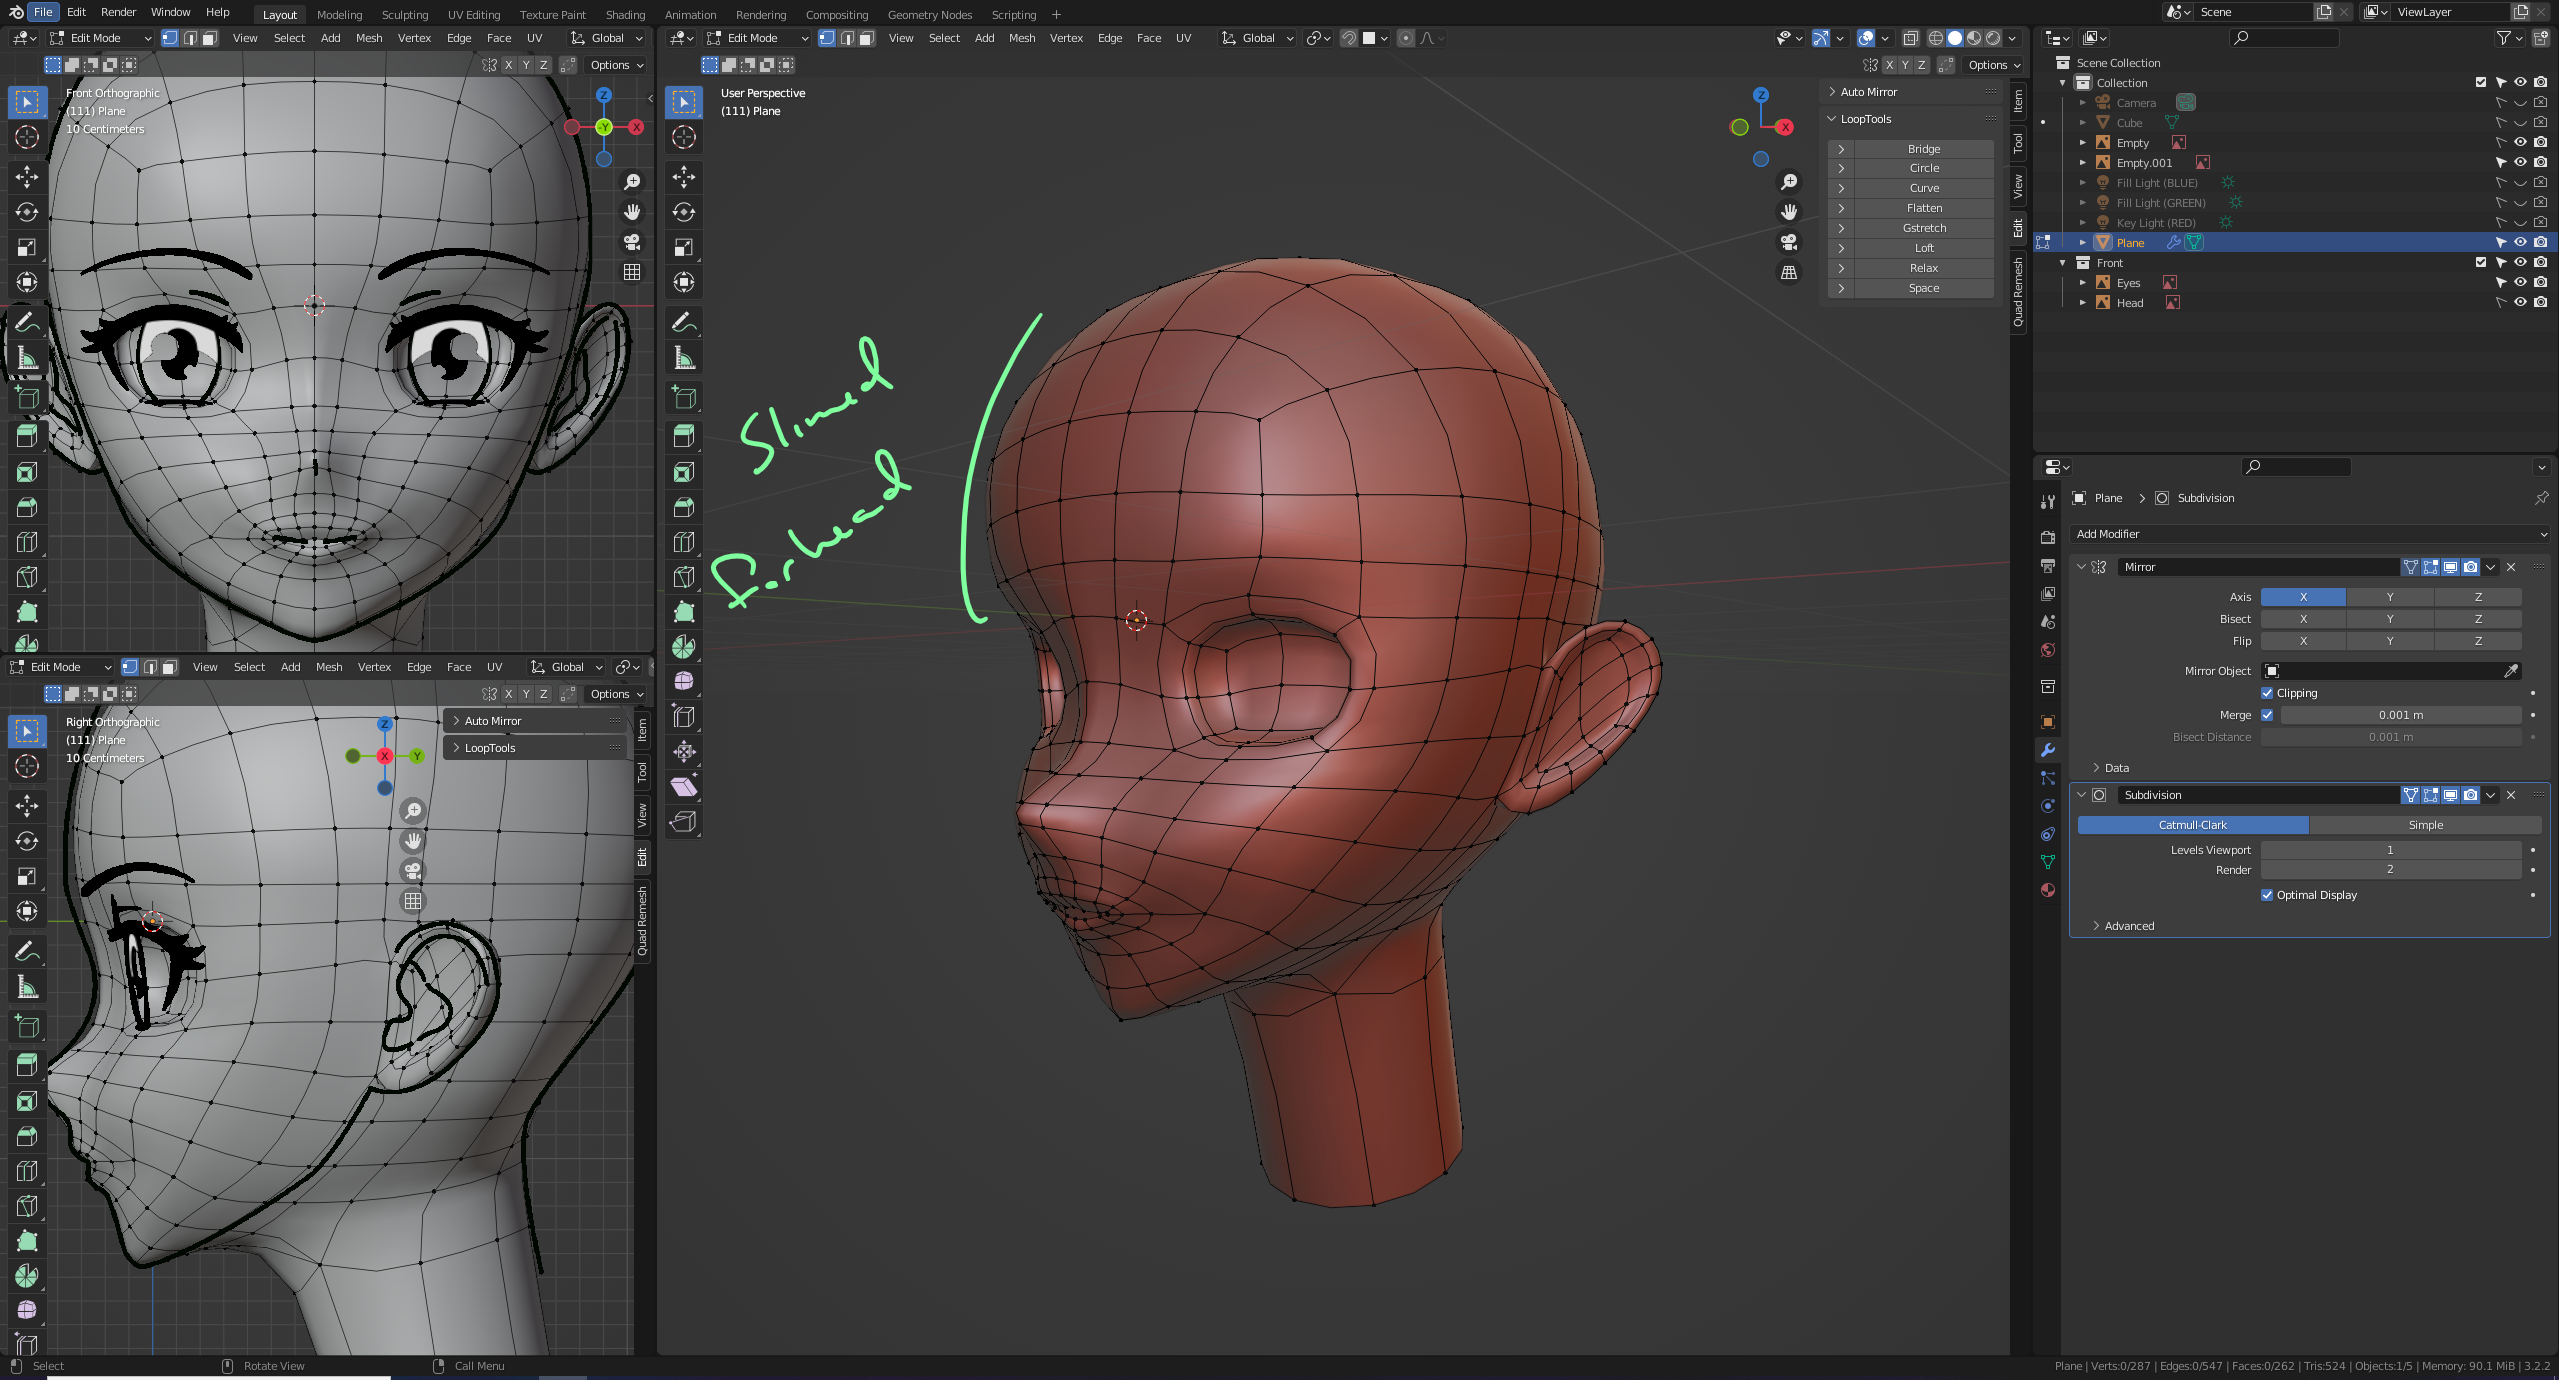 File Edit Render Window Help Layout Modeling Sculpting UV Editing Texture Paint Shading Animation Rendering Compositing Geometry Nodes Scripting + Scene ViewLayer
Edit Mode View Select Add Mesh Vertex Edge Face UV Global
X Y Z Options
Front Orthographic
(111) Plane
10 Centimeters
Z
-Y X
Edit Mode View Select Add Mesh Vertex Edge Face UV Global
X Y Z Options
User Perspective
(111) Plane
Z
X
Auto Mirror
LoopTools
Bridge
Circle
Curve
Flatten
Gstretch
Loft
Relax
Space
Item
Tool
View
Edit
Quad Remesh
Slimed
Forhead
Edit Mode View Select Add Mesh Vertex Edge Face UV Global
X Y Z Options
Right Orthographic
(111) Plane
10 Centimeters
Z
X Y
Auto Mirror
LoopTools
Item
Tool
View
Edit
Quad Remesh
Scene Collection
Collection
Camera
Cube
Empty
Empty.001
Fill Light (BLUE)
Fill Light (GREEN)
Key Light (RED)
Plane
Front
Eyes
Head
Plane > Subdivision
Add Modifier
Mirror
Axis X Y Z
Bisect X Y Z
Flip X Y Z
Mirror Object
Clipping
Merge 0.001 m
Bisect Distance 0.001 m
Data
Subdivision
Catmull-Clark Simple
Levels Viewport 1
Render 2
Optimal Display
Advanced
Select Rotate View Call Menu
Plane | Verts:0/287 | Edges:0/547 | Faces:0/262 | Tris:524 | Objects:1/5 | Memory: 90.1 MiB | 3.2.2